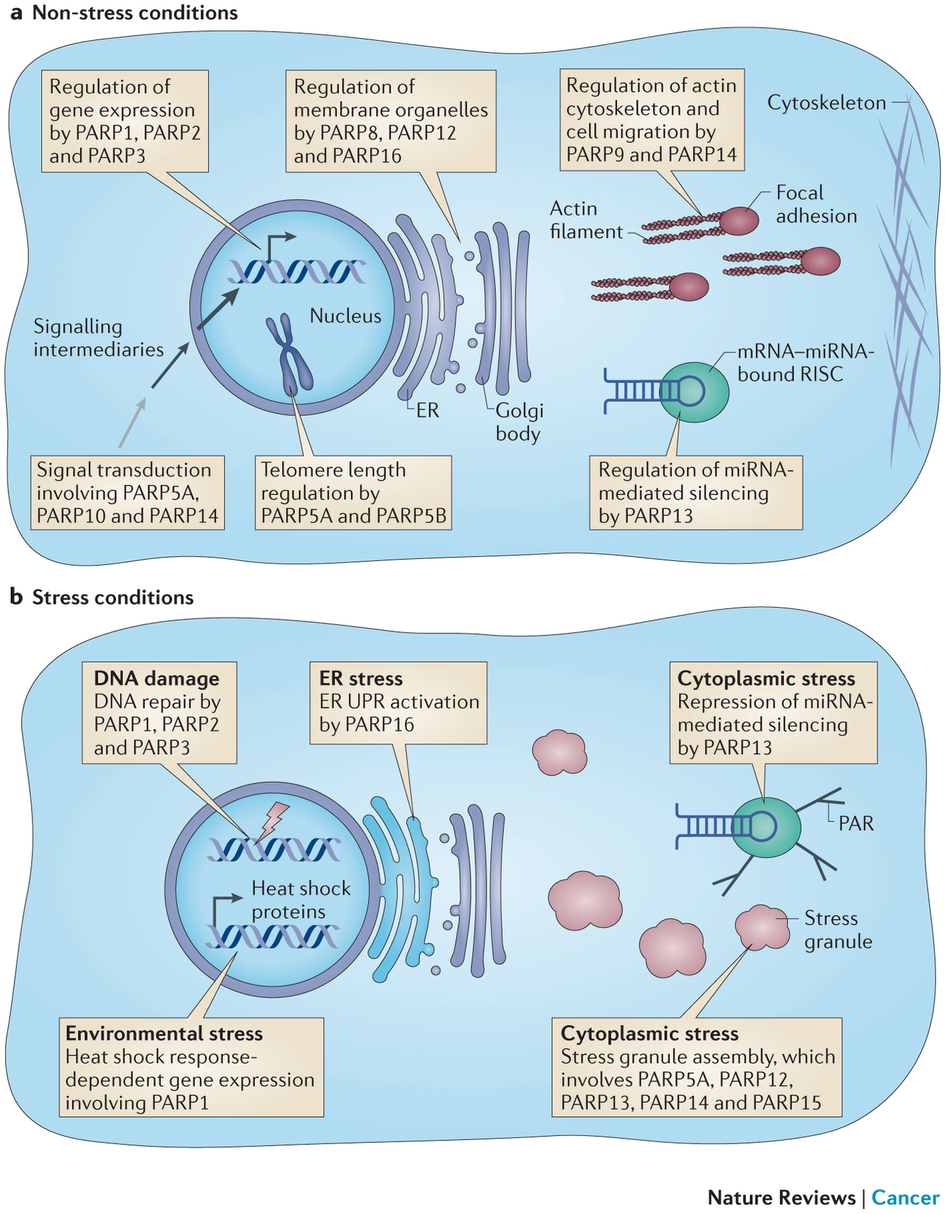 a Non-stress conditions
Regulation of
gene expression
by PARP1, PARP2
and PARP3
Regulation of
membrane organelles
by PARP8, PARP12
and PARP16
Regulation of actin
cytoskeleton and
cell migration by
PARP9 and PARP14
Cytoskeleton
Actin
filament
Focal
adhesion
Nucleus
Signalling
intermediaries
ER
Golgi
body
mRNA–miRNA-
bound RISC
Signal transduction
involving PARP5A,
PARP10 and PARP14
Telomere length
regulation by
PARP5A and PARP5B
Regulation of miRNA-
mediated silencing
by PARP13
b Stress conditions
DNA damage
DNA repair by
PARP1, PARP2
and PARP3
ER stress
ER UPR activation
by PARP16
Cytoplasmic stress
Repression of miRNA-
mediated silencing
by PARP13
PAR
Heat shock
proteins
Stress
granule
Environmental stress
Heat shock response-
dependent gene expression
involving PARP1
Cytoplasmic stress
Stress granule assembly, which
involves PARP5A, PARP12,
PARP13, PARP14 and PARP15
Nature Reviews | Cancer